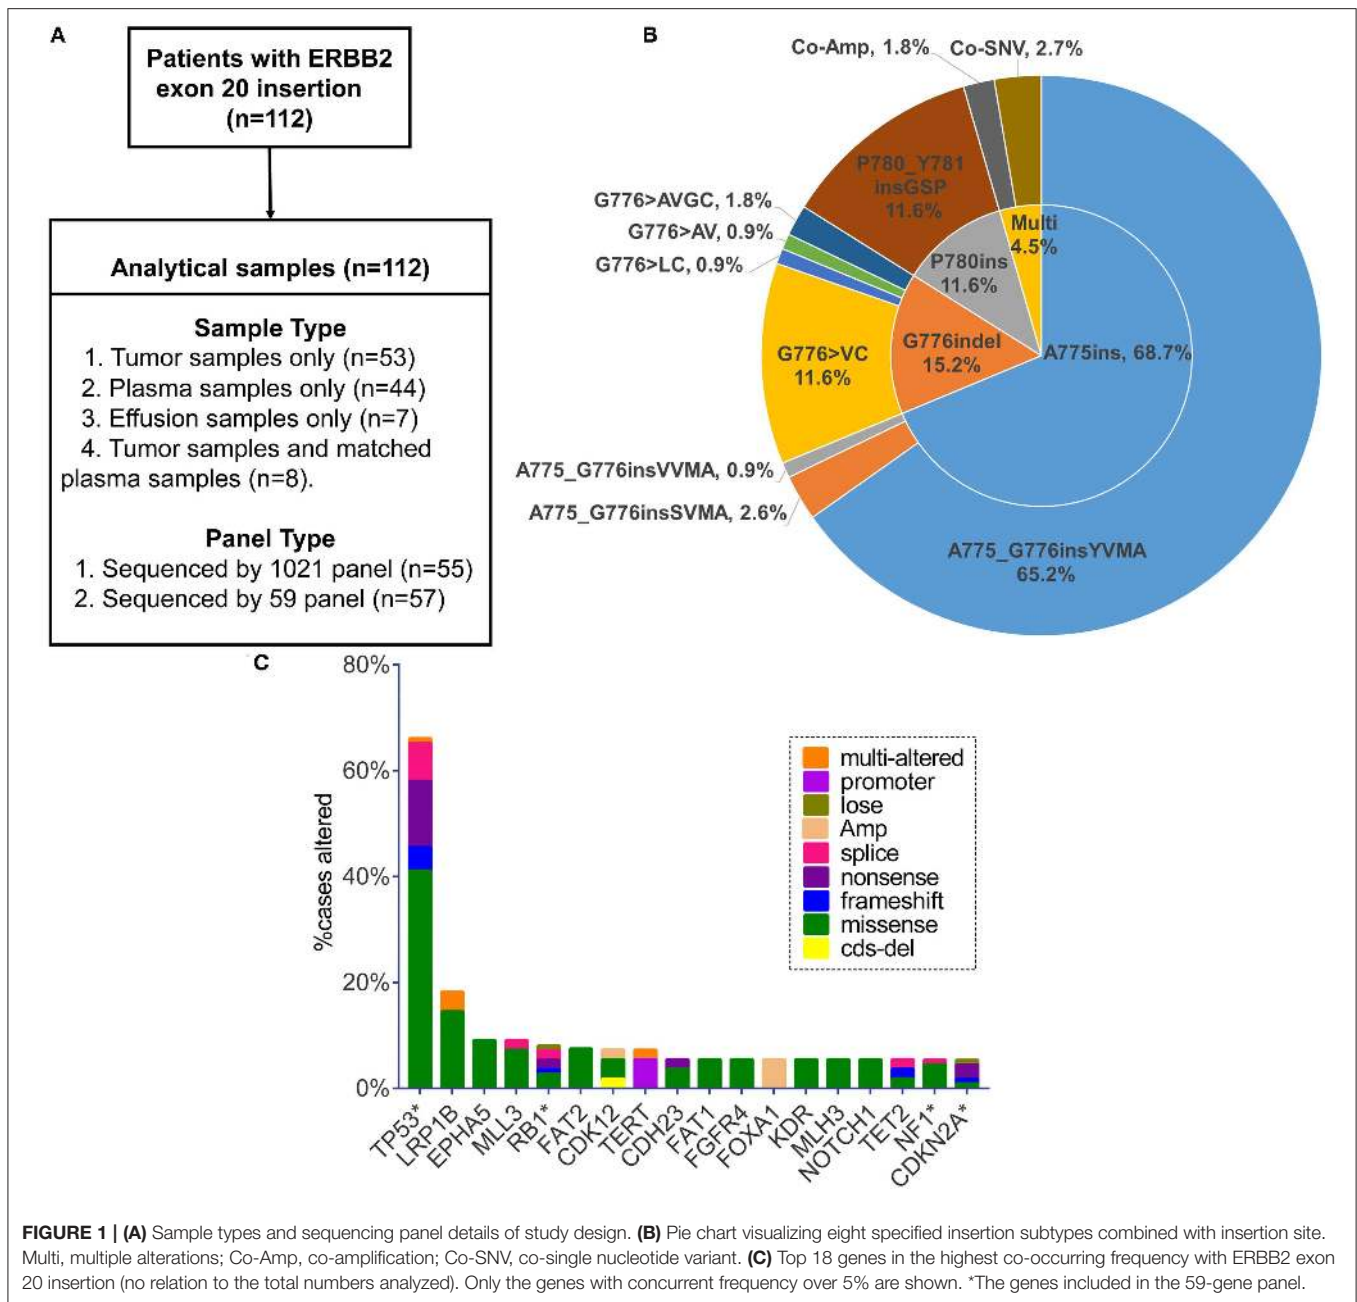 A
Patients with ERBB2
exon 20 insertion
(n=112)
Analytical samples (n=112)
Sample Type
1. Tumor samples only (n=53)
2. Plasma samples only (n=44)
3. Effusion samples only (n=7)
4. Tumor samples and matched
plasma samples (n=8).
Panel Type
1. Sequenced by 1021 panel (n=55)
2. Sequenced by 59 panel (n=57)
B
Co-Amp, 1.8%
Co-SNV, 2.7%
P780_Y781
insGSP
11.6%
G776>AVGC, 1.8%
G776>AV, 0.9%
G776>LC, 0.9%
Multi
4.5%
P780ins
11.6%
G776indel
15.2%
A775ins, 68.7%
G776>VC
11.6%
A775_G776insVVMA, 0.9%
A775_G776insSVMA, 2.6%
A775_G776insYVMA
65.2%
C
80%
60%
40%
20%
0%
%cases altered
multi-altered
promoter
lose
Amp
splice
nonsense
frameshift
missense
cds-del
TP53*
LRP1B
EPHA5
MLL3
RB1*
FAT2
CDK12
TERT
CDH23
FAT1
FGFR4
FOXA1
KDR
MLH3
NOTCH1
TET2
NF1*
CDKN2A*
FIGURE 1 | (A) Sample types and sequencing panel details of study design. (B) Pie chart visualizing eight specified insertion subtypes combined with insertion site.
Multi, multiple alterations; Co-Amp, co-amplification; Co-SNV, co-single nucleotide variant. (C) Top 18 genes in the highest co-occurring frequency with ERBB2 exon
20 insertion (no relation to the total numbers analyzed). Only the genes with concurrent frequency over 5% are shown. *The genes included in the 59-gene panel.